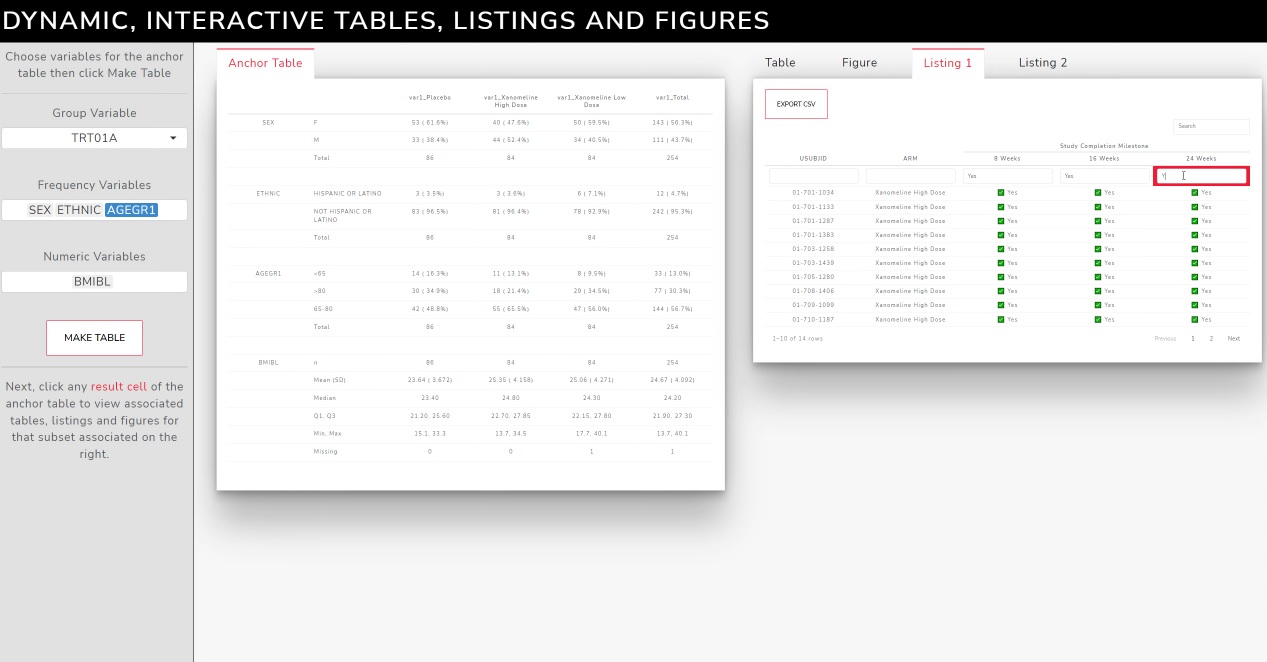 DYNAMIC, INTERACTIVE TABLES, LISTINGS AND FIGURES
Choose variables for the anchor
table then click Make Table
Group Variable
TRT01A
Frequency Variables
SEX ETHNIC AGEGR1
Numeric Variables
BMIBL
MAKE TABLE
Next, click any result cell of the
anchor table to view associated
tables, listings and figures for
that subset associated on the
right.
Anchor Table
var1_Placebo var1_Xanomeline High Dose var1_Xanomeline Low Dose var1_Total
SEX F 53 ( 61.6%) 40 ( 47.6%) 50 ( 59.5%) 143 ( 56.3%)
M 33 ( 38.4%) 44 ( 52.4%) 34 ( 40.5%) 111 ( 43.7%)
Total 86 84 84 254
ETHNIC HISPANIC OR LATINO 3 ( 3.5%) 3 ( 3.6%) 6 ( 7.1%) 12 ( 4.7%)
NOT HISPANIC OR LATINO 83 ( 96.5%) 81 ( 96.4%) 78 ( 92.9%) 242 ( 95.3%)
Total 86 84 84 254
AGEGR1 <65 14 ( 16.3%) 11 ( 13.1%) 8 ( 9.5%) 33 ( 13.0%)
>80 30 ( 34.9%) 18 ( 21.4%) 29 ( 34.5%) 77 ( 30.3%)
65-80 42 ( 48.8%) 55 ( 65.5%) 47 ( 56.0%) 144 ( 56.7%)
Total 86 84 84 254
BMIBL n 86 84 84 254
Mean (SD) 23.64 ( 3.672) 25.35 ( 4.158) 25.06 ( 4.271) 24.67 ( 4.092)
Median 23.40 24.80 24.30 24.20
Q1, Q3 21.20, 25.60 22.70, 27.85 22.15, 27.80 21.90, 27.30
Min, Max 15.1, 33.3 13.7, 34.5 17.7, 40.1 13.7, 40.1
Missing 0 0 1 1
Table Figure Listing 1 Listing 2
EXPORT CSV
Search
Study Completion Milestone
USUBJID ARM 8 Weeks 16 Weeks 24 Weeks
Yes Yes Y
01-701-1034 Xanomeline High Dose Yes Yes Yes
01-701-1133 Xanomeline High Dose Yes Yes Yes
01-701-1287 Xanomeline High Dose Yes Yes Yes
01-701-1383 Xanomeline High Dose Yes Yes Yes
01-703-1258 Xanomeline High Dose Yes Yes Yes
01-703-1439 Xanomeline High Dose Yes Yes Yes
01-705-1280 Xanomeline High Dose Yes Yes Yes
01-708-1406 Xanomeline High Dose Yes Yes Yes
01-709-1099 Xanomeline High Dose Yes Yes Yes
01-710-1187 Xanomeline High Dose Yes Yes Yes
1–10 of 14 rows Previous 1 2 Next